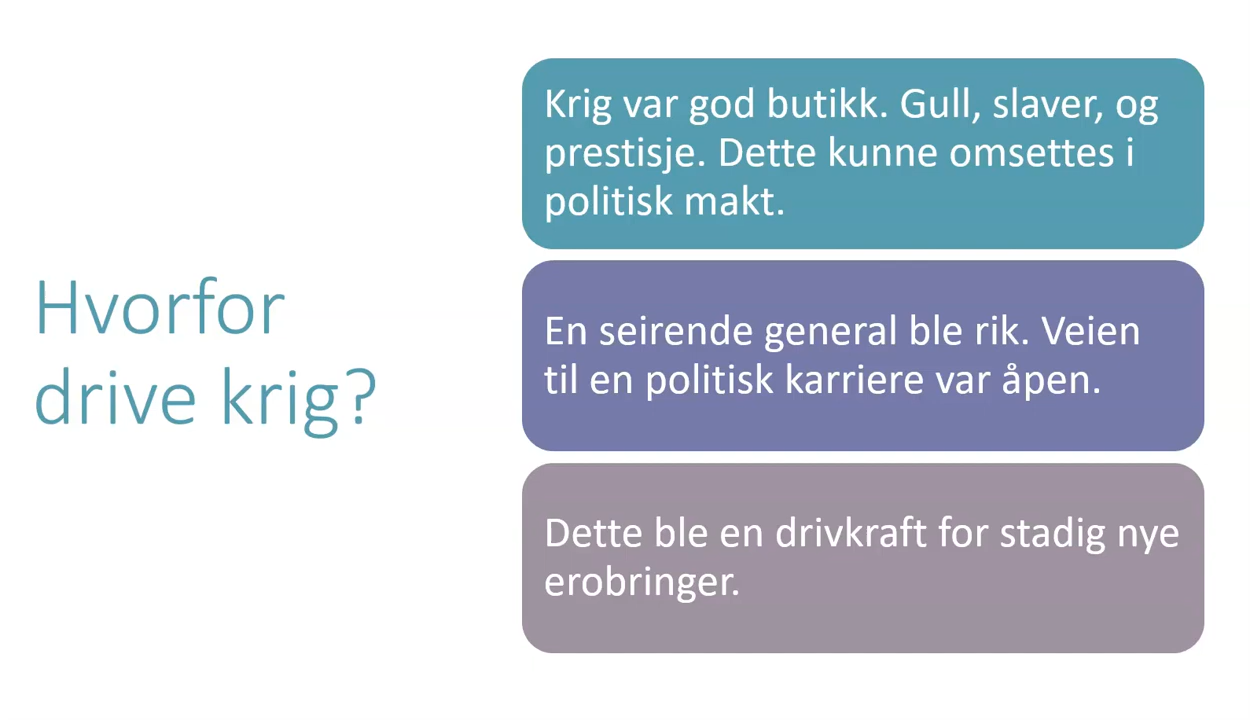 Hvorfor
drive krig?
Krig var god butikk. Gull, slaver, og
prestisje. Dette kunne omsettes i
politisk makt.
En seirende general ble rik. Veien
til en politisk karriere var åpen.
Dette ble en drivkraft for stadig nye
erobringer.